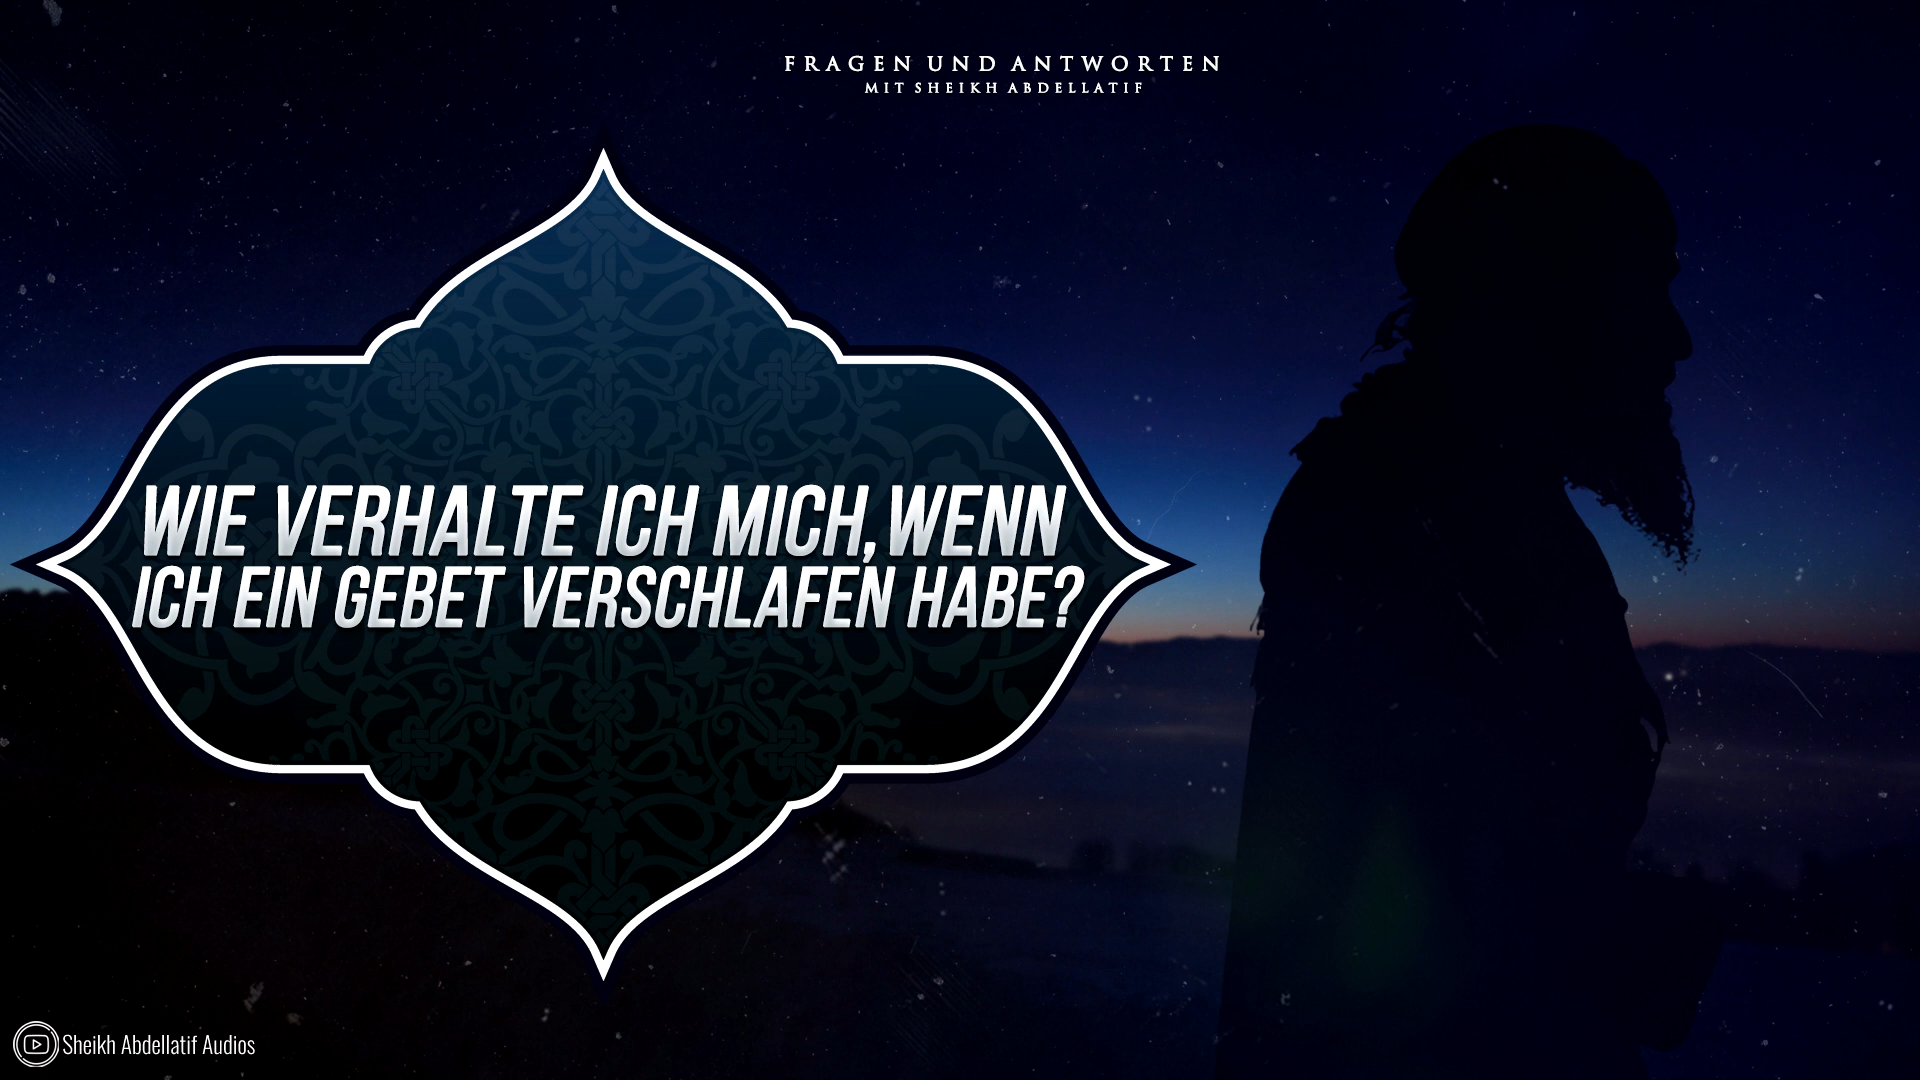 FRAGEN UND ANTWORTEN
MIT SHEIKH ABDELLATIF
WIE VERHALTE ICH MICH,WENN
ICH EIN GEBET VERSCHLAFEN HABE?
Sheikh Abdellatif Audios